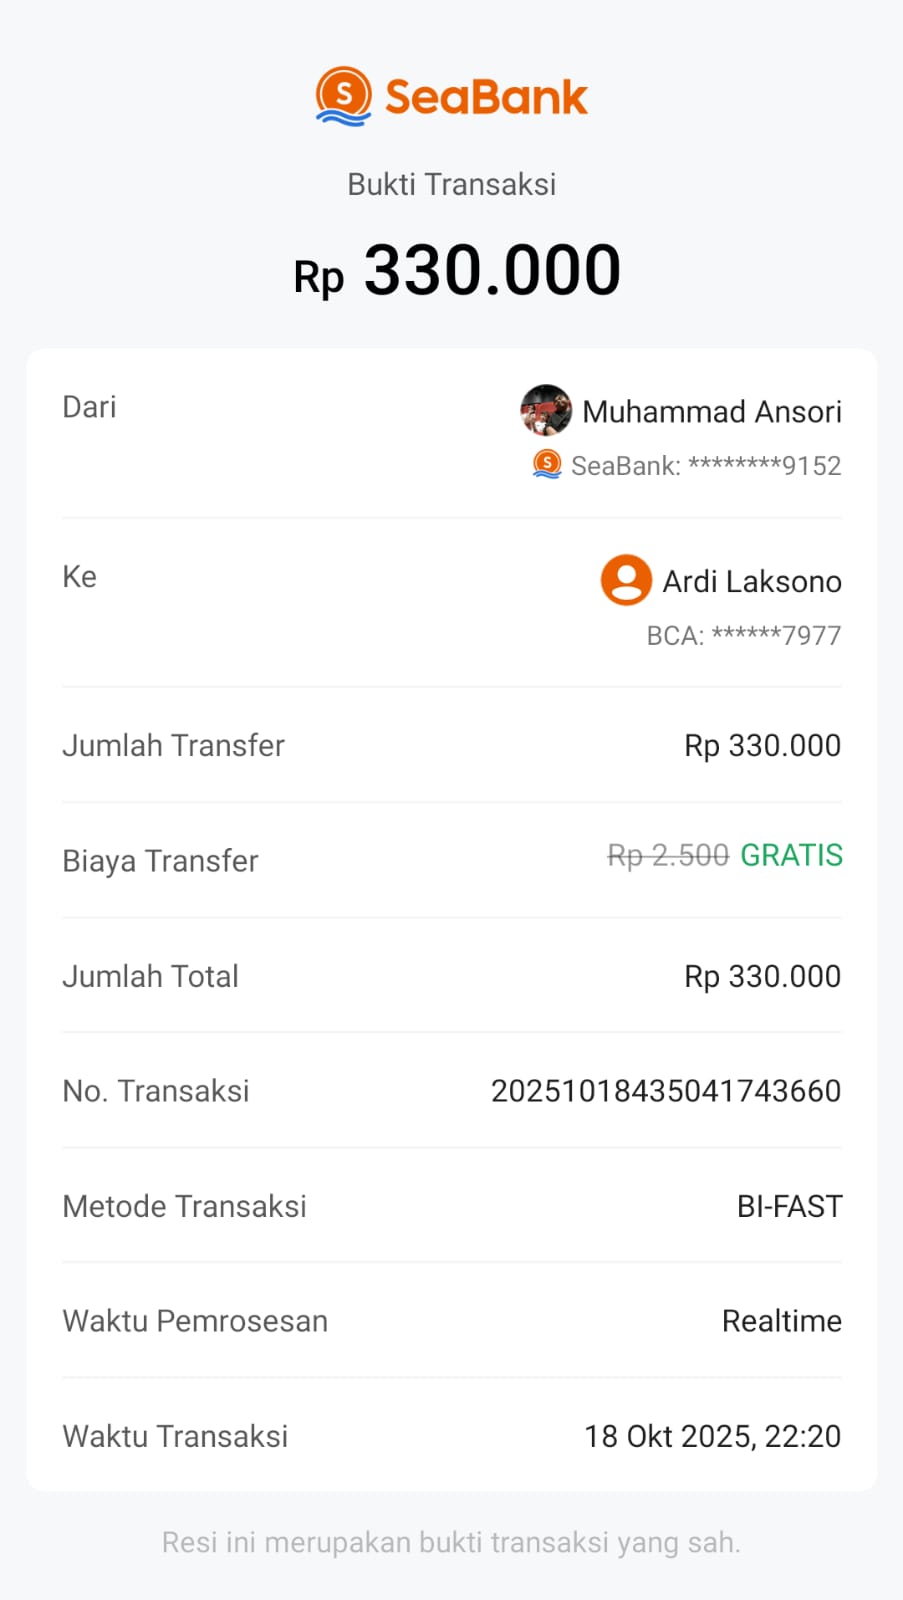 SeaBank
Bukti Transaksi
Rp 330.000
Dari
Muhammad Ansori
SeaBank: ********9152
Ke
Ardi Laksono
BCA: ******7977
Jumlah Transfer Rp 330.000
Biaya Transfer Rp 2.500 GRATIS
Jumlah Total Rp 330.000
No. Transaksi 20251018435041743660
Metode Transaksi BI-FAST
Waktu Pemrosesan Realtime
Waktu Transaksi 18 Okt 2025, 22:20
Resi ini merupakan bukti transaksi yang sah.